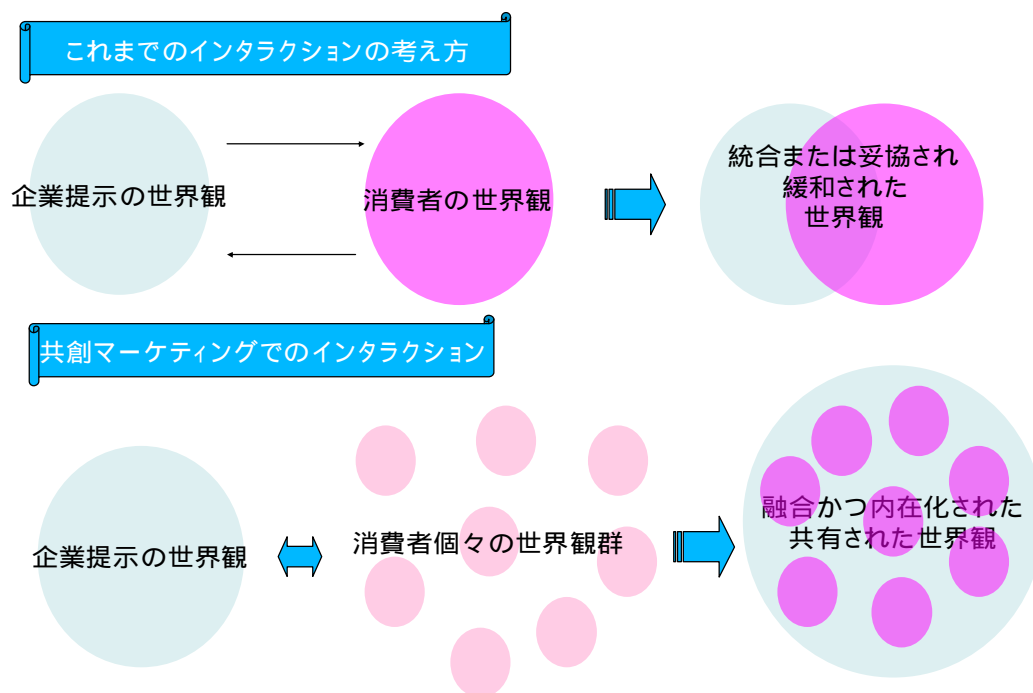 これまでのインタラクションの考え方
企業提示の世界観
消費者の世界観
統合または妥協され
緩和された
世界観
共創マーケティングでのインタラクション
企業提示の世界観
消費者個々の世界観群
融合かつ内在化された
共有された世界観